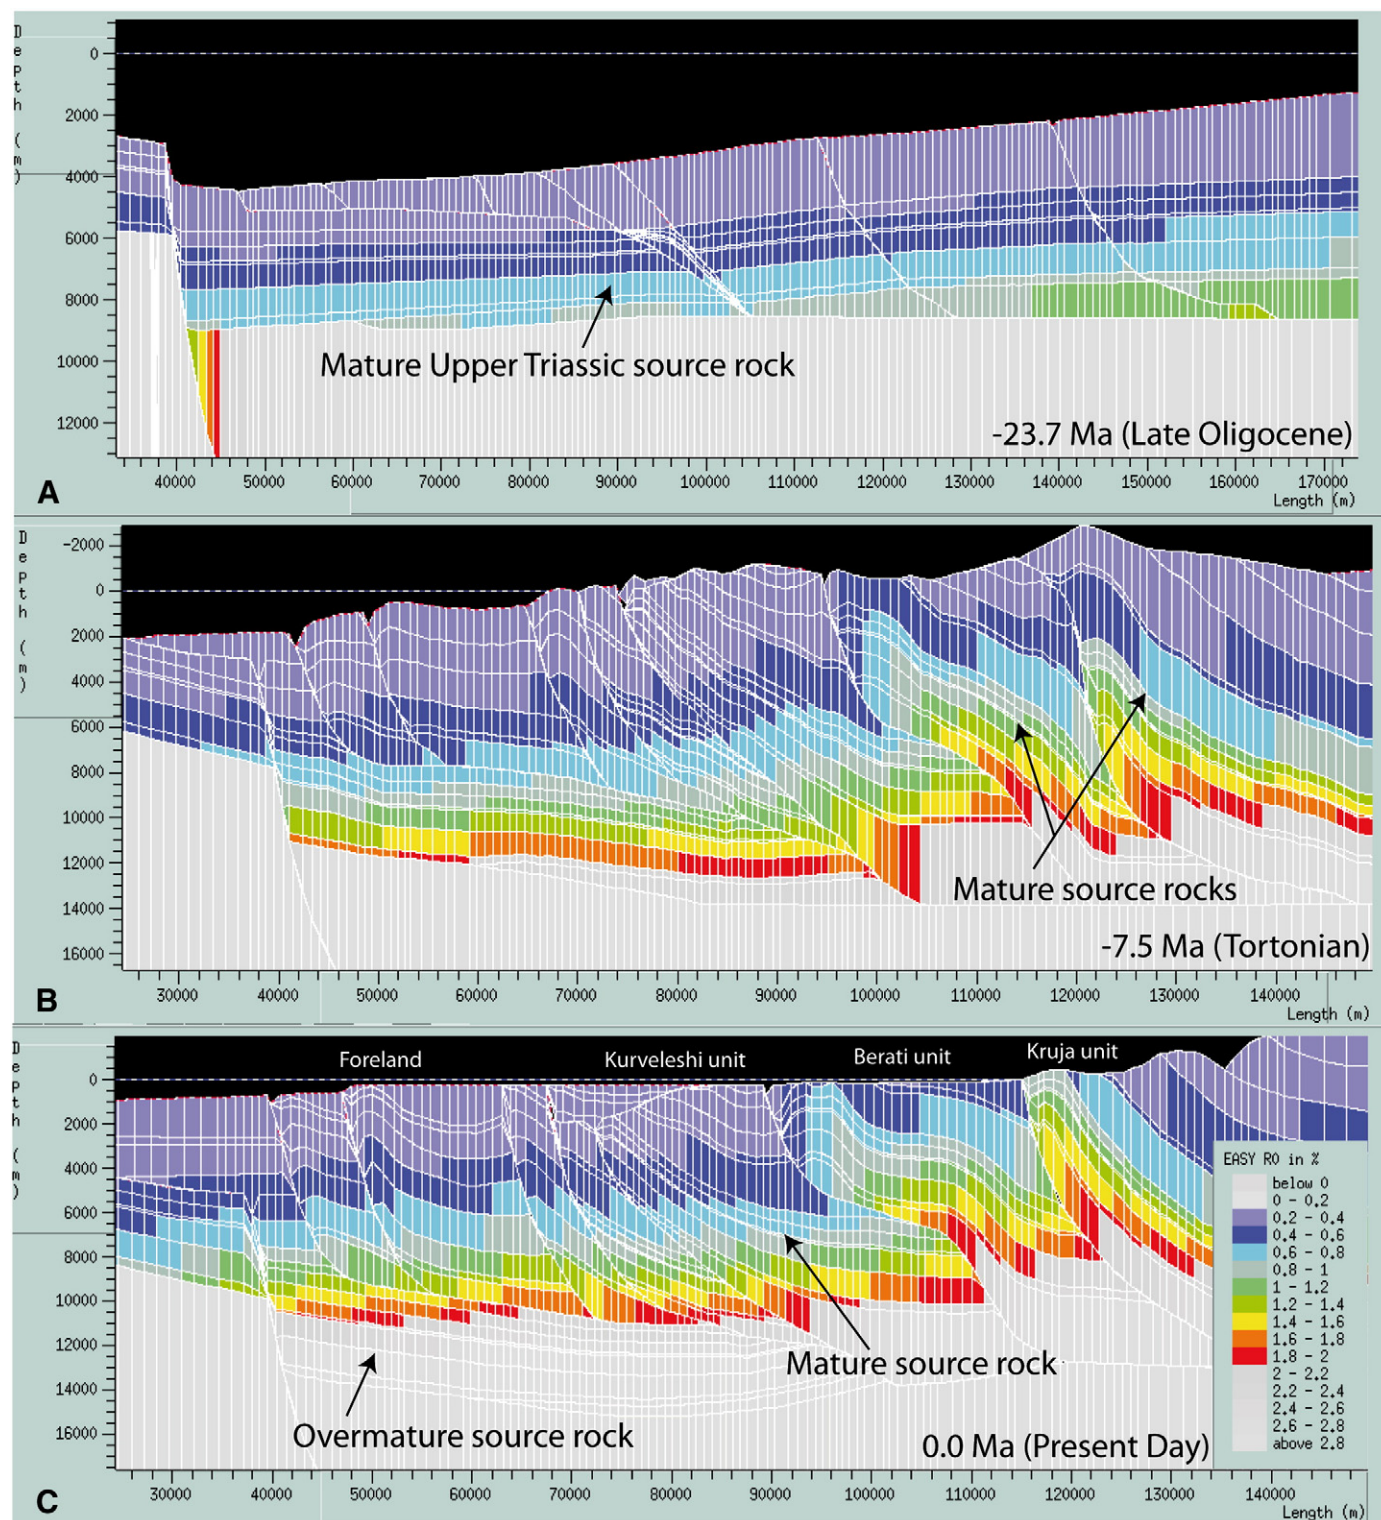 Depth (m)
0
2000
4000
6000
8000
10000
12000
Mature Upper Triassic source rock
-23.7 Ma (Late Oligocene)
40000 50000 60000 70000 80000 90000 100000 110000 120000 130000 140000 150000 160000 170000
Length (m)
A
Depth (m)
-2000
0
2000
4000
6000
8000
10000
12000
14000
16000
Mature source rocks
-7.5 Ma (Tortonian)
30000 40000 50000 60000 70000 80000 90000 100000 110000 120000 130000 140000
Length (m)
B
Depth (m)
Foreland Kurveleshi unit Berati unit Kruja unit
0
2000
4000
6000
8000
10000
12000
14000
16000
EASY R0 in %
below 0
0 - 0.2
0.2 - 0.4
0.4 - 0.6
0.6 - 0.8
0.8 - 1
1 - 1.2
1.2 - 1.4
1.4 - 1.6
1.6 - 1.8
1.8 - 2
2 - 2.2
2.2 - 2.4
2.4 - 2.6
2.6 - 2.8
above 2.8
Mature source rock
Overmature source rock
0.0 Ma (Present Day)
30000 40000 50000 60000 70000 80000 90000 100000 110000 120000 130000 140000
Length (m)
C